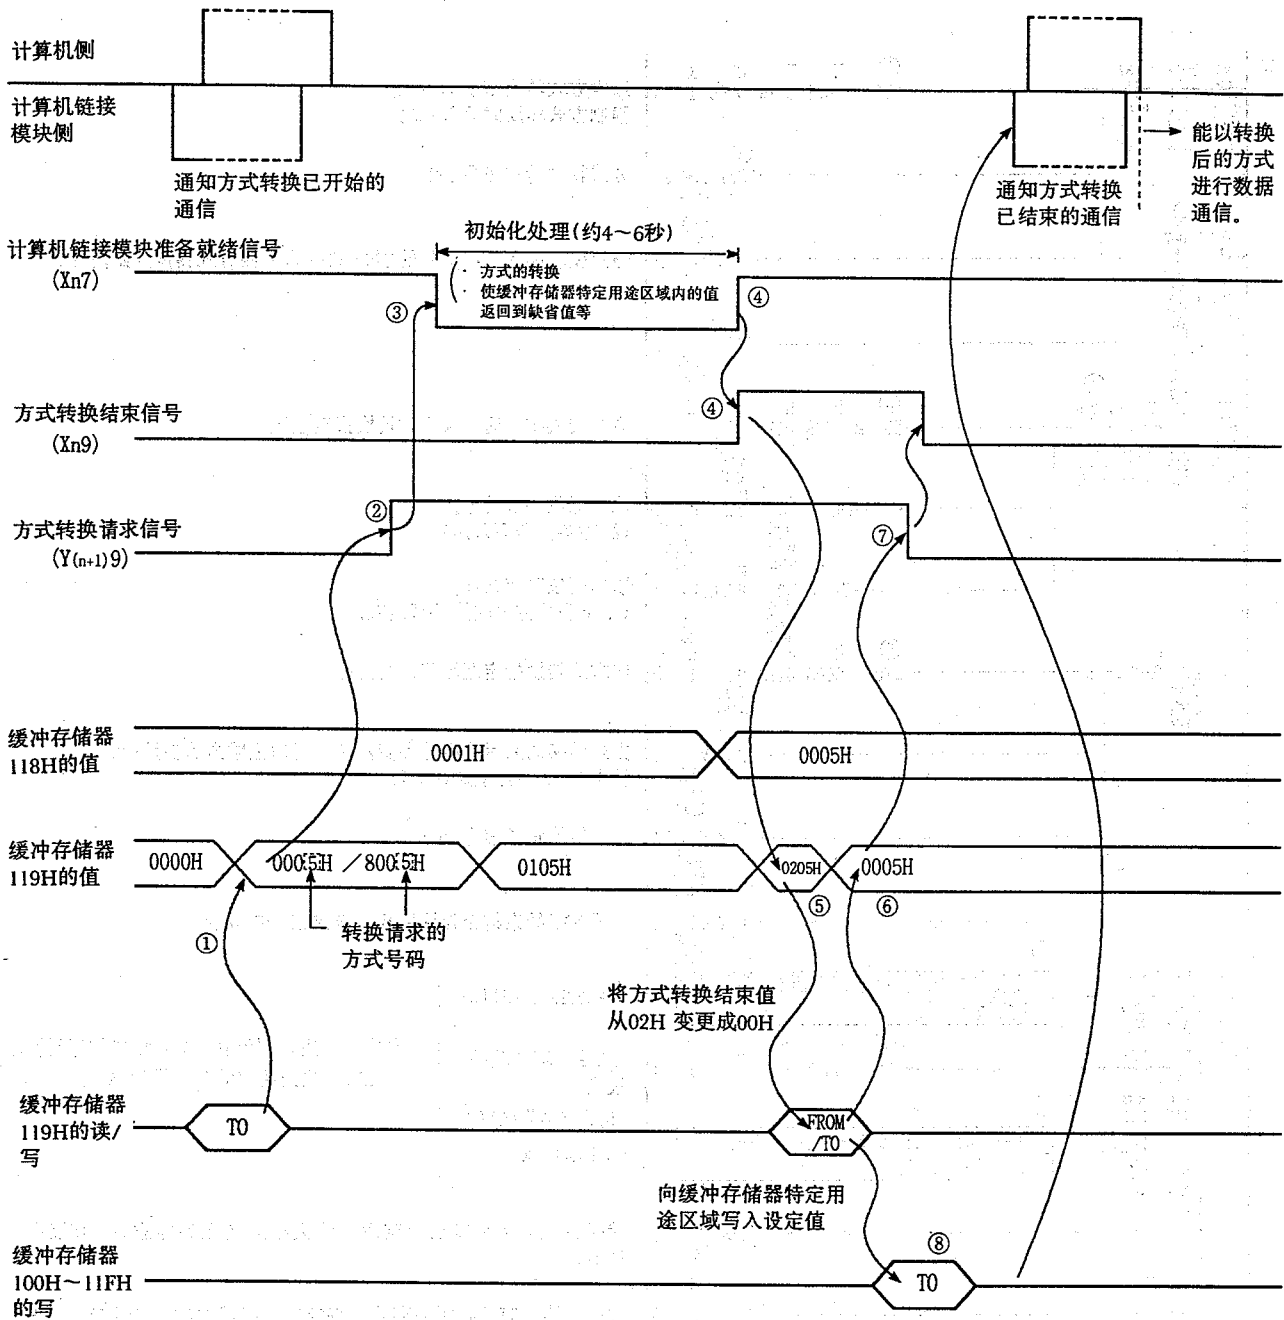 计算机侧
计算机链接
模块侧
通知方式转换已开始的
通信
通知方式转换
已结束的通信
能以转换
后的方式
进行数据
通信。
计算机链接模块准备就绪信号
(Xn7)
初始化处理(约4～6秒)
· 方式的转换
· 使缓冲存储器特定用途区域内的值
返回到缺省值等
③
④
方式转换结束信号
(Xn9)
④
方式转换请求信号
(Y(n+1)9)
②
⑦
缓冲存储器
118H的值
0001H
0005H
缓冲存储器
119H的值
0000H
0005H /8005H
0105H
0205H
0005H
⑤
⑥
①
转换请求的
方式号码
将方式转换结束值
从02H 变更成00H
缓冲存储器
119H的读/
写
TO
FROM
/TO
向缓冲存储器特定用
途区域写入设定值
缓冲存储器
100H～11FH
的写
⑧
TO